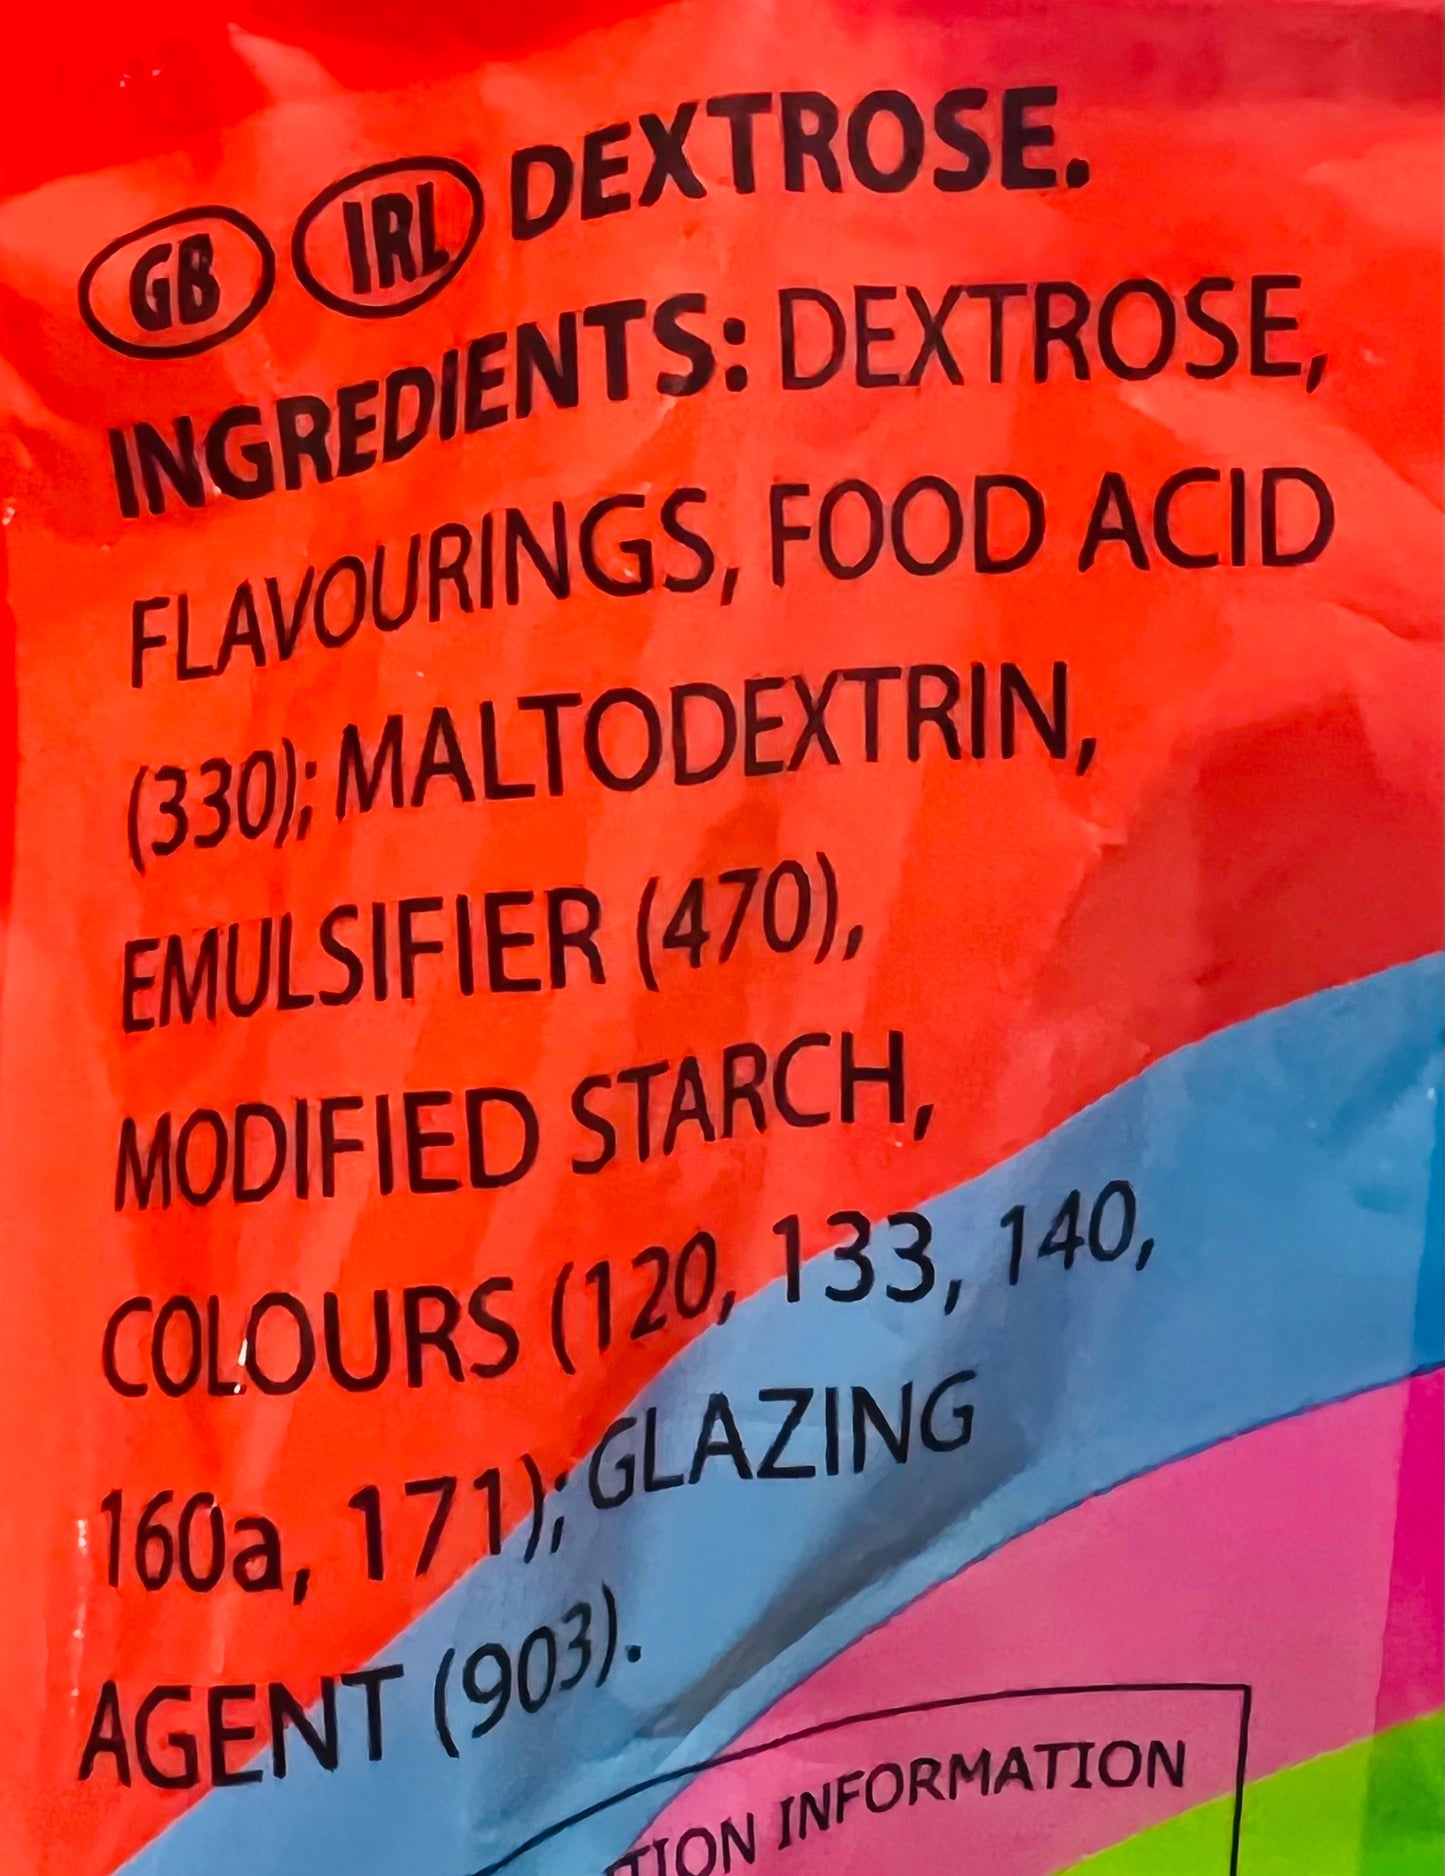 GB IRL DEXTROSE.
INGREDIENTS: DEXTROSE,
FLAVOURINGS, FOOD ACID
(330); MALTODEXTRIN,
EMULSIFIER (470),
MODIFIED STARCH,
COLOURS (120, 133, 140,
160a, 171); GLAZING
AGENT (903).
INFORMATION